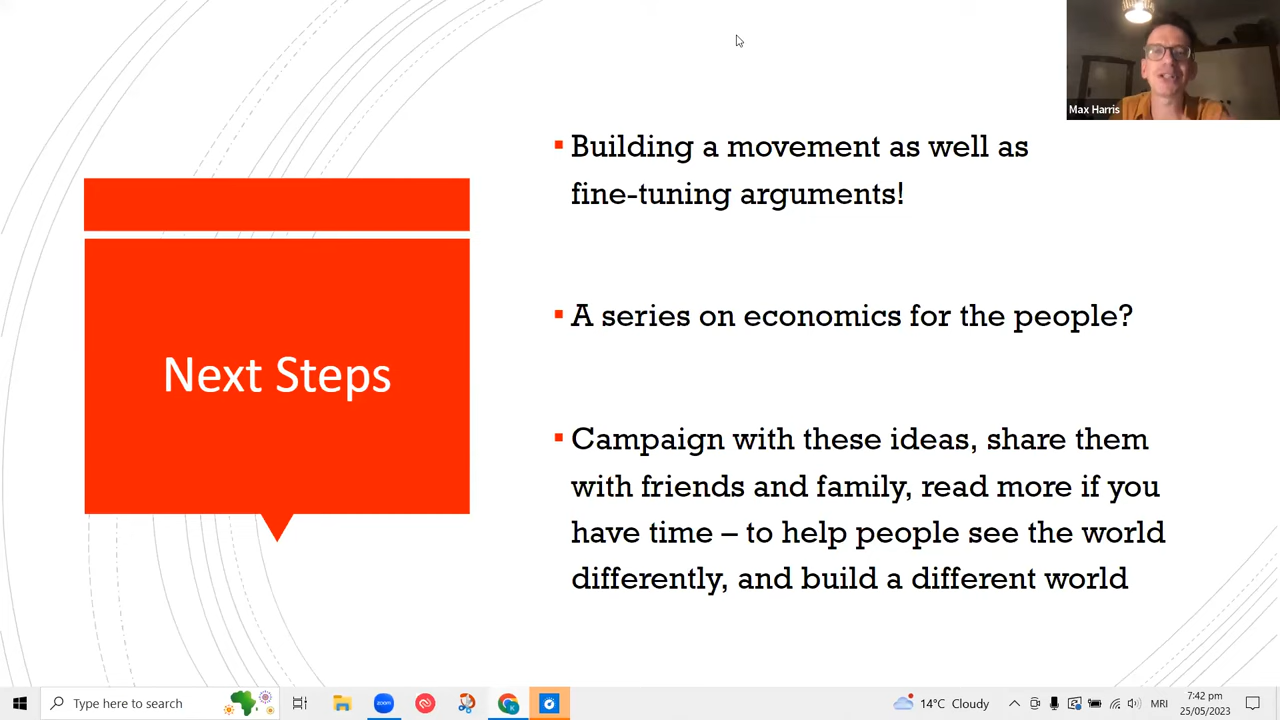 Max Harris
Building a movement as well as
fine-tuning arguments!
A series on economics for the people?
Next Steps
Campaign with these ideas, share them
with friends and family, read more if you
have time – to help people see the world
differently, and build a different world
Type here to search
zoom
K
14°C Cloudy
MRI
7:42 pm
25/05/2023